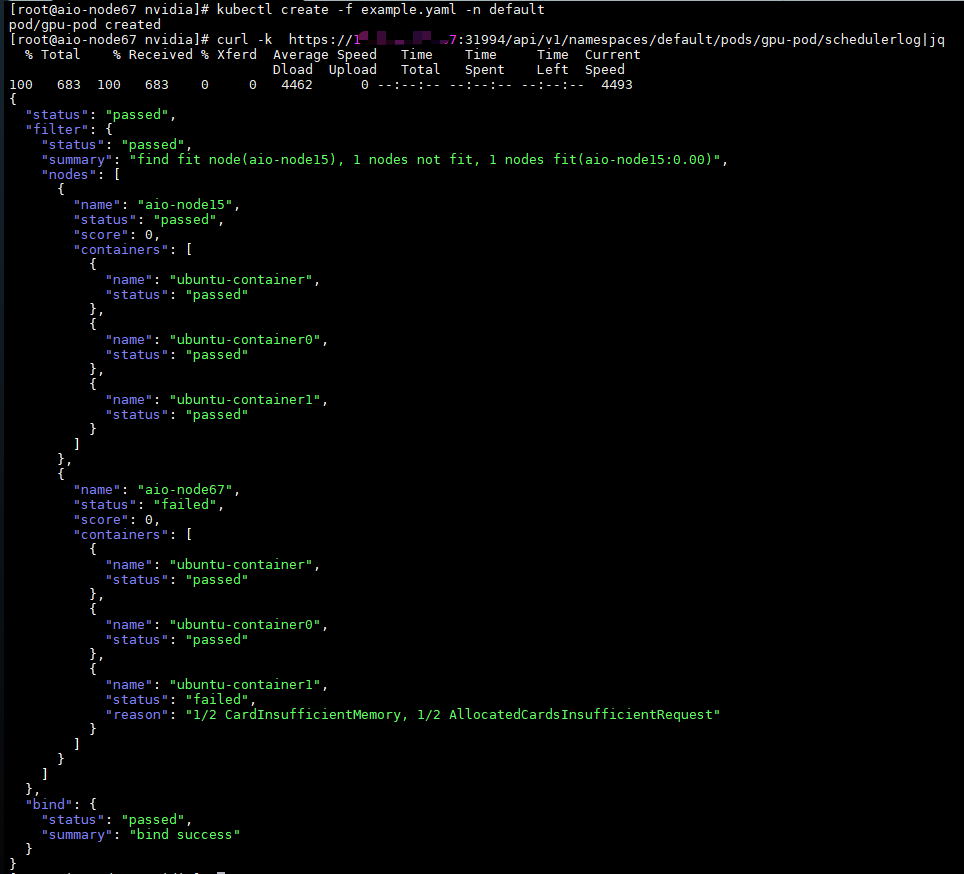 [root@aio-node67 nvidia]# kubectl create -f example.yaml -n default
pod/gpu-pod created
[root@aio-node67 nvidia]# curl -k  https://1 7:31994/api/v1/namespaces/default/pods/gpu-pod/schedulerlog|jq
  % Total    % Received % Xferd  Average Speed   Time    Time     Time  Current
                                 Dload  Upload   Total   Spent    Left  Speed
100   683  100   683    0     0   4462      0 --:--:-- --:--:-- --:--:--  4493
{
  "status": "passed",
  "filter": {
    "status": "passed",
    "summary": "find fit node(aio-node15), 1 nodes not fit, 1 nodes fit(aio-node15:0.00)",
    "nodes": [
      {
        "name": "aio-node15",
        "status": "passed",
        "score": 0,
        "containers": [
          {
            "name": "ubuntu-container",
            "status": "passed"
          },
          {
            "name": "ubuntu-container0",
            "status": "passed"
          },
          {
            "name": "ubuntu-container1",
            "status": "passed"
          }
        ]
      },
      {
        "name": "aio-node67",
        "status": "failed",
        "score": 0,
        "containers": [
          {
            "name": "ubuntu-container",
            "status": "passed"
          },
          {
            "name": "ubuntu-container0",
            "status": "passed"
          },
          {
            "name": "ubuntu-container1",
            "status": "failed",
            "reason": "1/2 CardInsufficientMemory, 1/2 AllocatedCardsInsufficientRequest"
          }
        ]
      }
    ]
  },
  "bind": {
    "status": "passed",
    "summary": "bind success"
  }
}